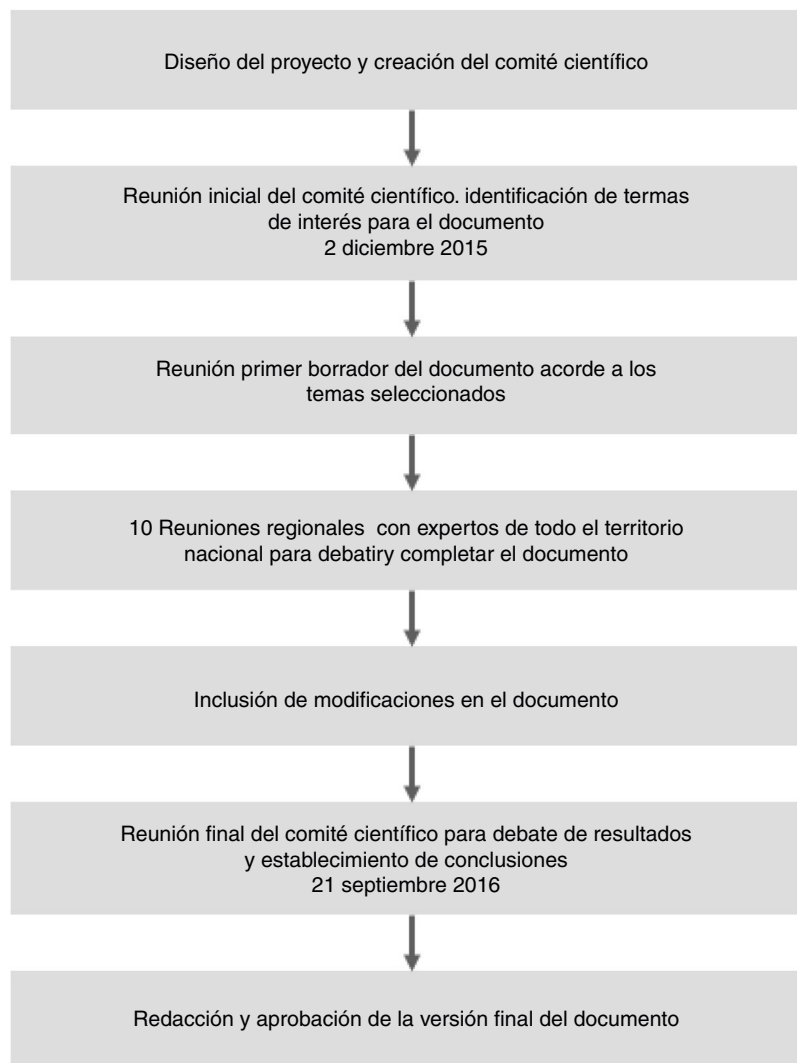 Diseño del proyecto y creación del comité científico
Reunión inicial del comité científico. identificación de termas
de interés para el documento
2 diciembre 2015
Reunión primer borrador del documento acorde a los
temas seleccionados
10 Reuniones regionales con expertos de todo el territorio
nacional para debatiry completar el documento
Inclusión de modificaciones en el documento
Reunión final del comité científico para debate de resultados
y establecimiento de conclusiones
21 septiembre 2016
Redacción y aprobación de la versión final del documento